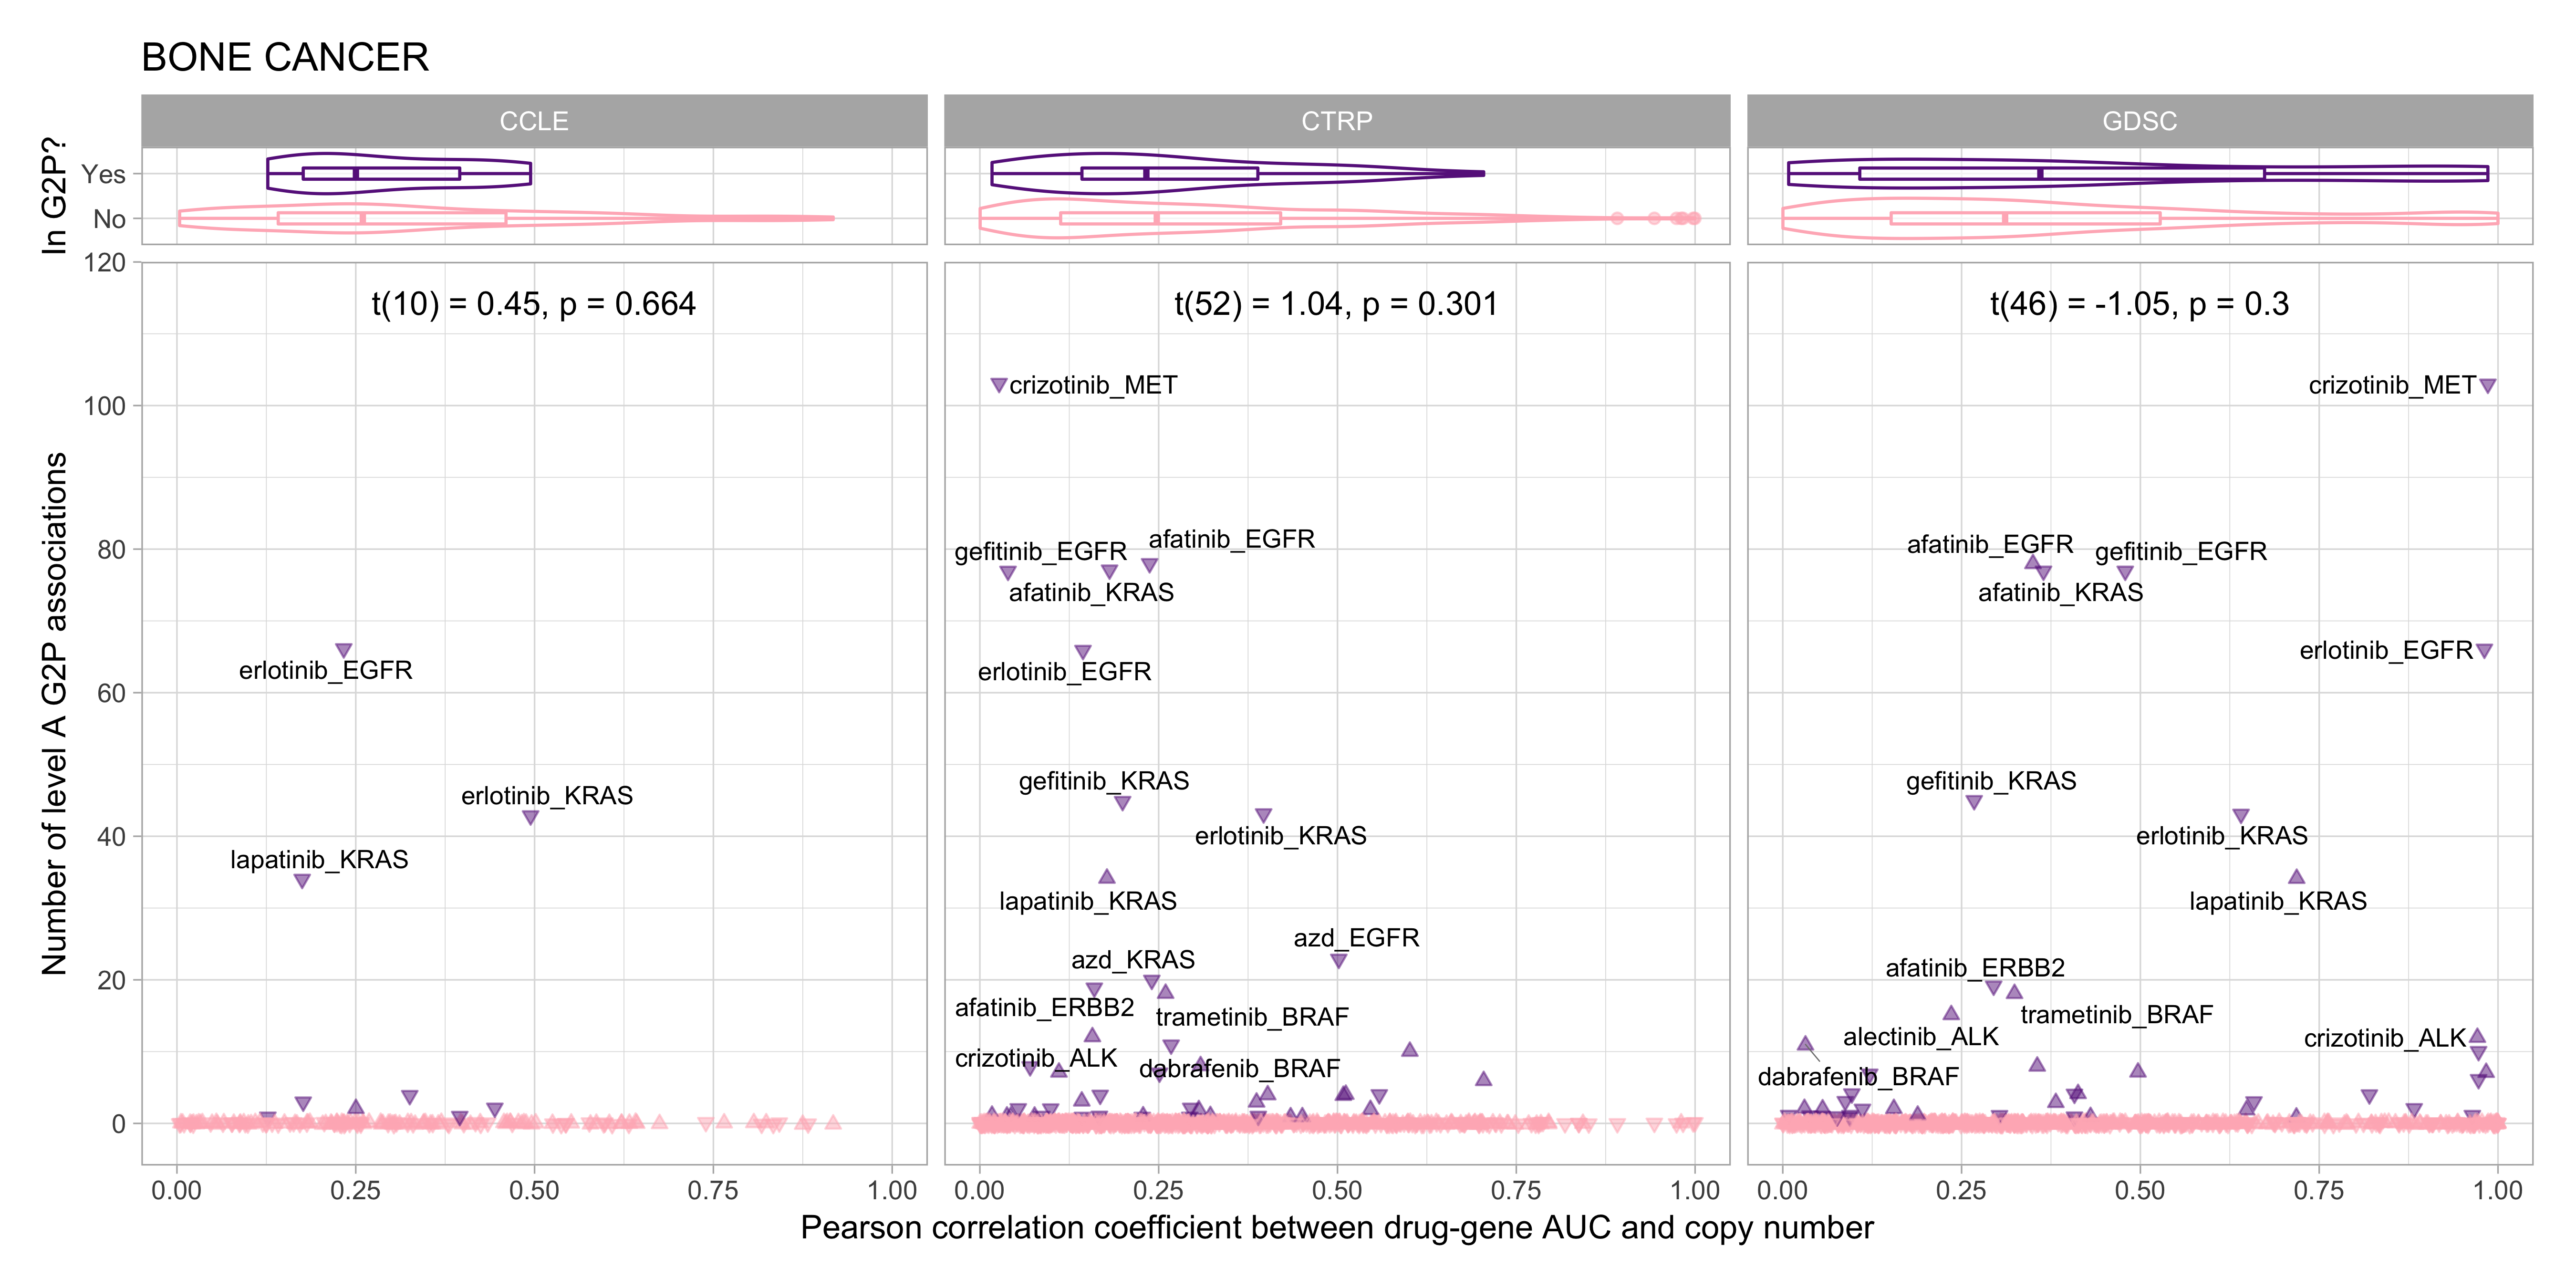 BONE CANCER
CCLE
CTRP
GDSC
In G2P?
Yes
No
Number of level A G2P associations
120
100
80
60
40
20
0
t(10) = 0.45, p = 0.664
erlotinib_EGFR
erlotinib_KRAS
lapatinib_KRAS
t(52) = 1.04, p = 0.301
crizotinib_MET
afatinib_EGFR
gefitinib_EGFR
afatinib_KRAS
erlotinib_EGFR
gefitinib_KRAS
erlotinib_KRAS
lapatinib_KRAS
azd_EGFR
azd_KRAS
afatinib_ERBB2
trametinib_BRAF
crizotinib_ALK
dabrafenib_BRAF
t(46) = -1.05, p = 0.3
crizotinib_MET
afatinib_EGFR
gefitinib_EGFR
afatinib_KRAS
erlotinib_EGFR
gefitinib_KRAS
erlotinib_KRAS
lapatinib_KRAS
afatinib_ERBB2
trametinib_BRAF
alectinib_ALK
crizotinib_ALK
dabrafenib_BRAF
0.00 0.25 0.50 0.75 1.00
0.00 0.25 0.50 0.75 1.00
0.00 0.25 0.50 0.75 1.00
Pearson correlation coefficient between drug-gene AUC and copy number